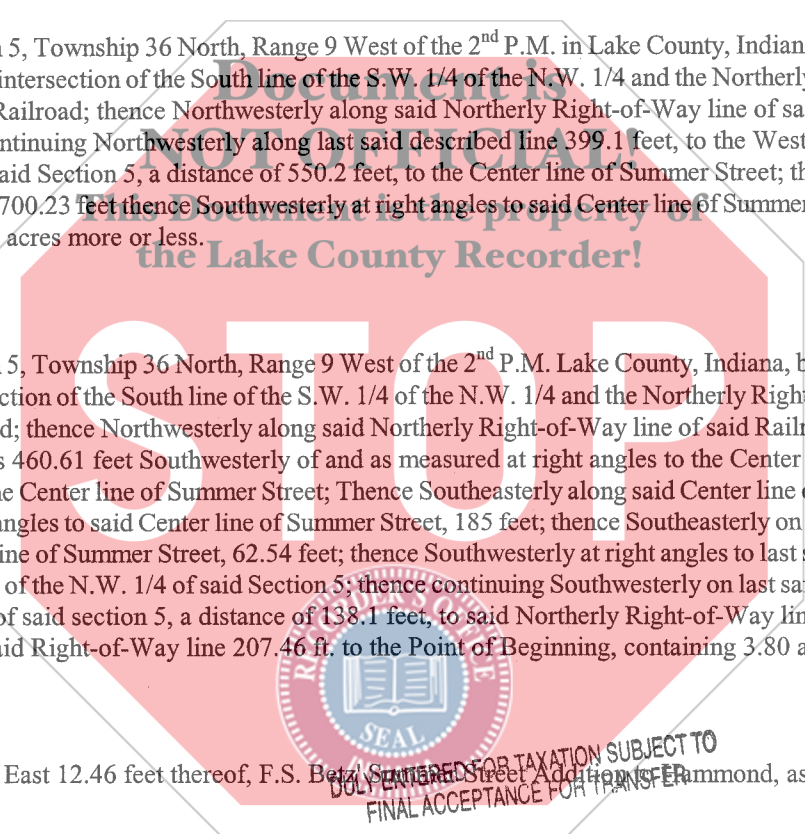 5, Township 36 North, Range 9 West of the 2nd P.M. in Lake County, Indian
intersection of the South line of the S.W. 1/4 of the N.W. 1/4 and the Northerly
Railroad; thence Northwesterly along said Northerly Right-of-Way line of sa
ntinuing Northwesterly along last said described line 399.1 feet, to the West
aid Section 5, a distance of 550.2 feet, to the Center line of Summer Street; th
700.23 feet thence Southwesterly at right angles to said Center line of Summer
acres more or less.
Document is
NOT OFFICIAL!
This Document is the property of
the Lake County Recorder!
STOP
5, Township 36 North, Range 9 West of the 2nd P.M. Lake County, Indiana, b
ction of the South line of the S.W. 1/4 of the N.W. 1/4 and the Northerly Right
d; thence Northwesterly along said Northerly Right-of-Way line of said Railr
s 460.61 feet Southwesterly of and as measured at right angles to the Center
e Center line of Summer Street; Thence Southeasterly along said Center line
angles to said Center line of Summer Street, 185 feet; thence Southeasterly on
ine of Summer Street, 62.54 feet; thence Southwesterly at right angles to last s
of the N.W. 1/4 of said Section 5; thence continuing Southwesterly on last sa
of said section 5, a distance of 138.1 feet, to said Northerly Right-of-Way lin
aid Right-of-Way line 207.46 ft. to the Point of Beginning, containing 3.80 a
RECORDER'S OFFICE
SEAL
East 12.46 feet thereof, F.S. Betz' Summer Street Addition to Hammond, as
DULY ENTERED FOR TAXATION SUBJECT TO
FINAL ACCEPTANCE FOR TRANSFER